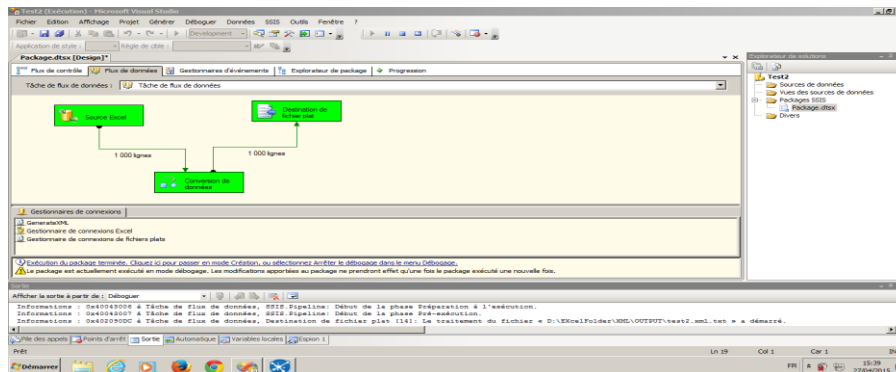 Test2 (Exécution) - Microsoft Visual Studio
Fichier Edition Affichage Projet Générer Déboguer Données SSIS Outils Fenêtre ?
Development
Application de style : Règle de cible :
Package.dtsx [Design]*
Explorateur de solutions
Flux de contrôle Flux de données Gestionnaires d'événements Explorateur de package Progression
Tâche de flux de données : Tâche de flux de données
Test2
Sources de données
Vues des sources de données
Packages SSIS
Package.dtsx
Divers
Source Excel
Destination de fichier plat
1 000 lignes
1 000 lignes
Conversion de données
Gestionnaires de connexions
GenerateXML
Gestionnaire de connexions Excel
Gestionnaire de connexions de fichiers plats
Exécution du package terminée. Cliquez ici pour passer en mode Création, ou sélectionnez Arrêter le débogage dans le menu Débogage.
Le package est actuellement exécuté en mode débogage. Les modifications apportées au package ne prendront effet qu'une fois le package exécuté une nouvelle fois.
Sortie
Afficher la sortie à partir de : Déboguer
Informations : 0x40043006 à Tâche de flux de données, SSIS.Pipeline: Début de la phase Préparation à l'exécution.
Informations : 0x40043007 à Tâche de flux de données, SSIS.Pipeline: Début de la phase Pré-exécution.
Informations : 0x402090DC à Tâche de flux de données, Destination de fichier plat [14]: Le traitement du fichier « D:\EXcelFolder\XML\OUTPUT\test2.xml.txt » a démarré.
Pile des appels Points d'arrêt Sortie Automatique Variables locales Espion 1
Prêt Ln 19 Col 1 Car 1 IN
Démarrer FR 15:39
27/04/2015